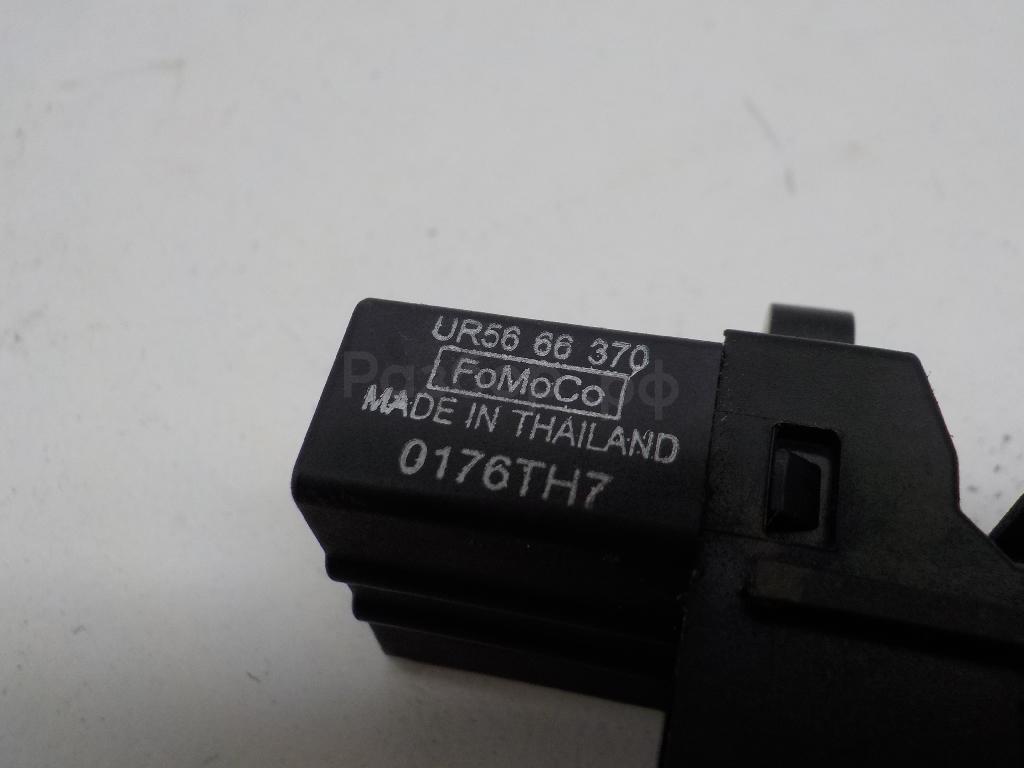 UR56 66 370
FoMoCo
MADE IN THAILAND
0176TH7